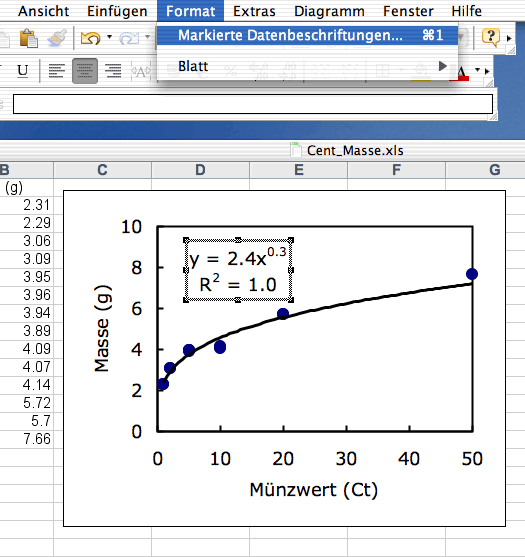 Ansicht Einfügen Format Extras Diagramm Fenster Hilfe
Markierte Datenbeschriftungen... ⌘1
Blatt
U
A
Cent_Masse.xls
B C D E F G
(g)
2.31
2.29
3.06
3.09
3.95
3.96
3.94
3.89
4.09
4.07
4.14
5.72
5.7
7.66
10
8
6
4
2
0
Masse (g)
y = 2.4x^0.3
R² = 1.0
0 10 20 30 40 50
Münzwert (Ct)